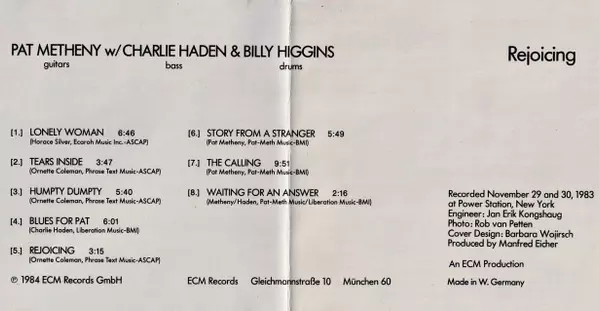 PAT METHENY w/CHARLIE HADEN & BILLY HIGGINS
guitars bass drums
Rejoicing
[1.] LONELY WOMAN 6:46
(Horace Silver, Ecaroh Music Inc.-ASCAP)
[2.] TEARS INSIDE 3:47
(Ornette Coleman, Phrase Text Music-ASCAP)
[3.] HUMPTY DUMPTY 5:40
(Ornette Coleman, Phrase Text Music-ASCAP)
[4.] BLUES FOR PAT 6:01
(Charlie Haden, Liberation Music-BMI)
[5.] REJOICING 3:15
(Ornette Coleman, Phrase Text Music-ASCAP)
[6.] STORY FROM A STRANGER 5:49
(Pat Metheny, Pat-Meth Music-BMI)
[7.] THE CALLING 9:51
(Pat Metheny, Pat-Meth Music-BMI)
[8.] WAITING FOR AN ANSWER 2:16
(Metheny/Haden, Pat-Meth Music/Liberation Music-BMI)
Recorded November 29 and 30, 1983
at Power Station, New York
Engineer: Jan Erik Kongshaug
Photo: Rob van Petten
Cover Design: Barbara Wojirsch
Produced by Manfred Eicher
An ECM Production
℗ 1984 ECM Records GmbH
ECM Records Gleichmannstraße 10 München 60
Made in W. Germany